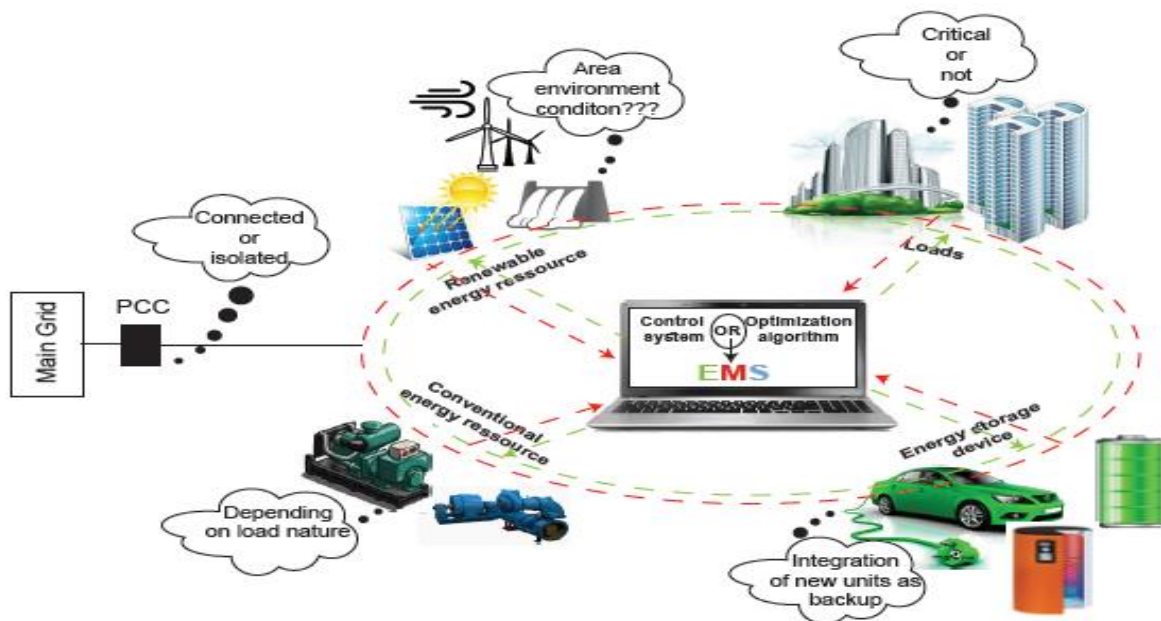 Critical
or
not
Area
environment
conditon???
Connected
or
isolated
Renewable
energy ressource
Loads
PCC
Main Grid
Control
system
OR
Optimization
algorithm
EMS
Conventional
energy ressource
Energy storage
device
Depending
on load nature
Integration
of new units as
backup